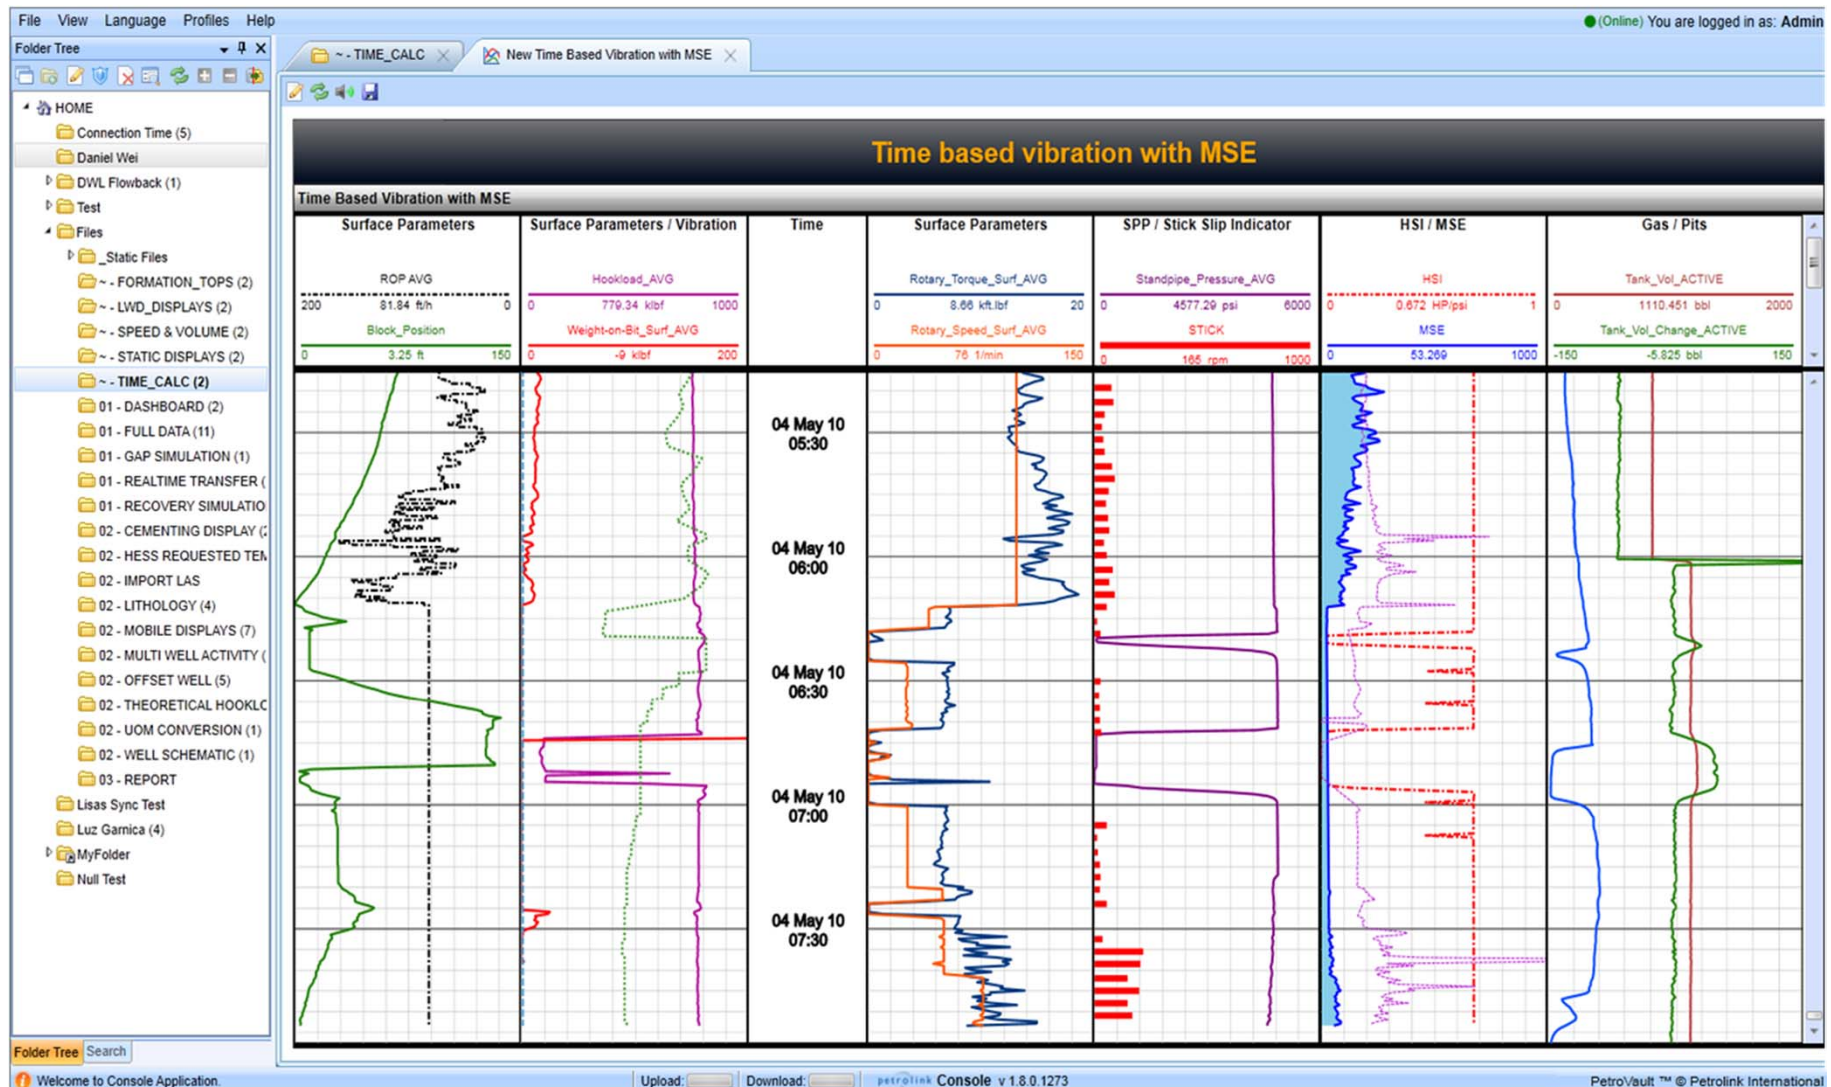 File View Language Profiles Help
(Online) You are logged in as: Admin
Folder Tree
~ - TIME_CALC
New Time Based Vibration with MSE
HOME
Connection Time (5)
Daniel Wei
DWL Flowback (1)
Test
Files
_Static Files
~ - FORMATION_TOPS (2)
~ - LWD_DISPLAYS (2)
~ - SPEED & VOLUME (2)
~ - STATIC DISPLAYS (2)
~ - TIME_CALC (2)
01 - DASHBOARD (2)
01 - FULL DATA (11)
01 - GAP SIMULATION (1)
01 - REALTIME TRANSFER (
01 - RECOVERY SIMULATIO
02 - CEMENTING DISPLAY (2
02 - HESS REQUESTED TEM
02 - IMPORT LAS
02 - LITHOLOGY (4)
02 - MOBILE DISPLAYS (7)
02 - MULTI WELL ACTIVITY (
02 - OFFSET WELL (5)
02 - THEORETICAL HOOKLC
02 - UOM CONVERSION (1)
02 - WELL SCHEMATIC (1)
03 - REPORT
Lisas Sync Test
Luz Garnica (4)
MyFolder
Null Test
Folder Tree Search
Time based vibration with MSE
Time Based Vibration with MSE
Surface Parameters
ROP AVG
200 81.84 ft/h 0
Block_Position
0 3.25 ft 150
Surface Parameters / Vibration
Hookload_AVG
0 779.34 klbf 1000
Weight-on-Bit_Surf_AVG
0 -9 klbf 200
Time
Surface Parameters
Rotary_Torque_Surf_AVG
0 8.66 kft.lbf 20
Rotary_Speed_Surf_AVG
0 76 1/min 150
SPP / Stick Slip Indicator
Standpipe_Pressure_AVG
0 4577.29 psi 6000
STICK
0 165 rpm 1000
HSI / MSE
HSI
0 0.672 HP/psi 1
MSE
0 53.269 1000
Gas / Pits
Tank_Vol_ACTIVE
0 1110.451 bbl 2000
Tank_Vol_Change_ACTIVE
-150 -5.825 bbl 150
04 May 10
05:30
04 May 10
06:00
04 May 10
06:30
04 May 10
07:00
04 May 10
07:30
Welcome to Console Application.
Upload:
Download:
petrolink Console v 1.8.0.1273
PetroVault ™ © Petrolink International